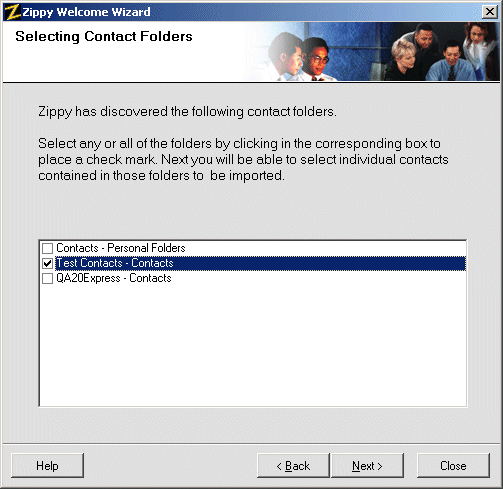 Zippy Welcome Wizard
Selecting Contact Folders
Zippy has discovered the following contact folders.
Select any or all of the folders by clicking in the corresponding box to
place a check mark. Next you will be able to select individual contacts
contained in those folders to be imported.
Contacts - Personal Folders
Test Contacts - Contacts
QA20Express - Contacts
Help
< Back
Next >
Close